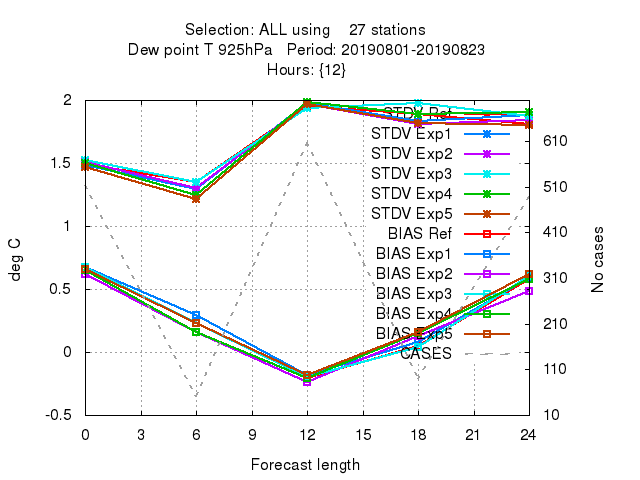 Selection: ALL using 27 stations
Dew point T 925hPa Period: 20190801-20190823
Hours: {12}
2
1.5
1
0.5
0
-0.5
deg C
STDV Ref
STDV Exp1
STDV Exp2
STDV Exp3
STDV Exp4
STDV Exp5
BIAS Ref
BIAS Exp1
BIAS Exp2
BIAS Exp3
BIAS Exp4
BIAS Exp5
CASES
610
510
410
310
210
110
10
No cases
0 3 6 9 12 15 18 21 24
Forecast length